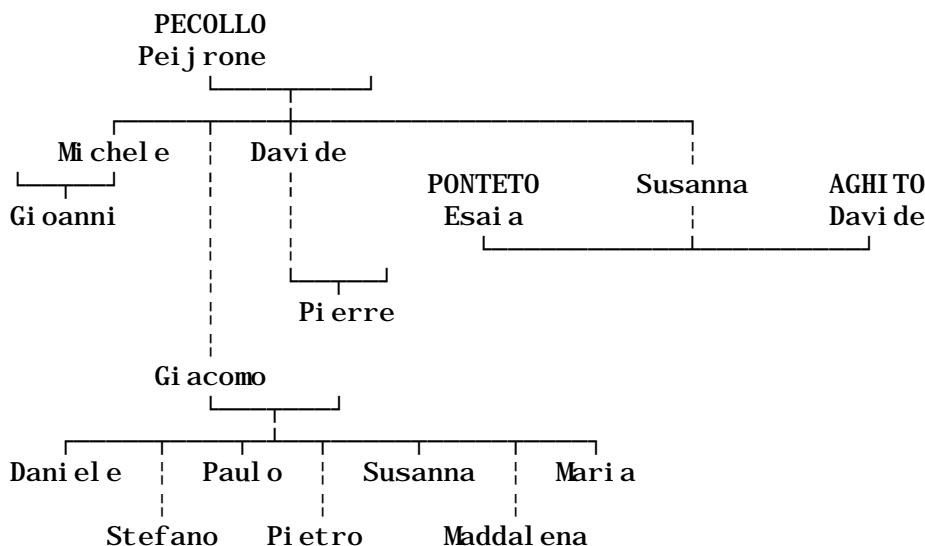 PECOLLO
Peijrone
Michele Davide
PONTETO Susanna AGHITO
Gioanni Esaia Davide
Pierre
Giacomo
Daniele Paulo Susanna Maria
Stefano Pietro Maddalena